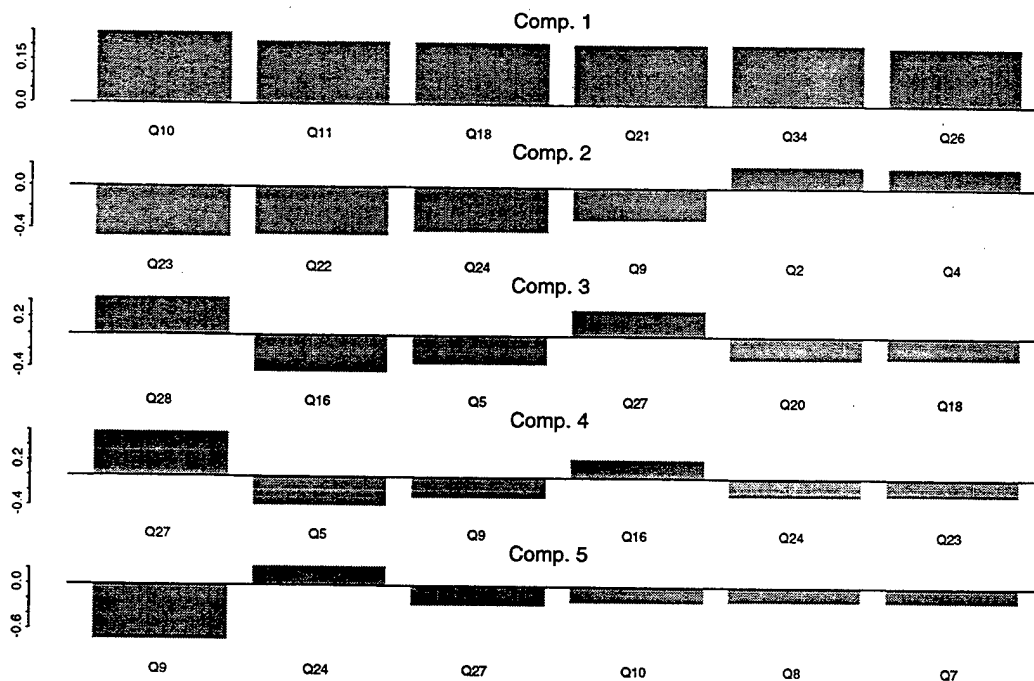 Comp. 1
0.15
0.0
Q10 Q11 Q18 Q21 Q34 Q26
Comp. 2
0.0
-0.4
Q23 Q22 Q24 Q9 Q2 Q4
Comp. 3
0.2
-0.4
Q28 Q16 Q5 Q27 Q20 Q18
Comp. 4
0.2
-0.4
Q27 Q5 Q9 Q16 Q24 Q23
Comp. 5
0.0
-0.6
Q9 Q24 Q27 Q10 Q8 Q7